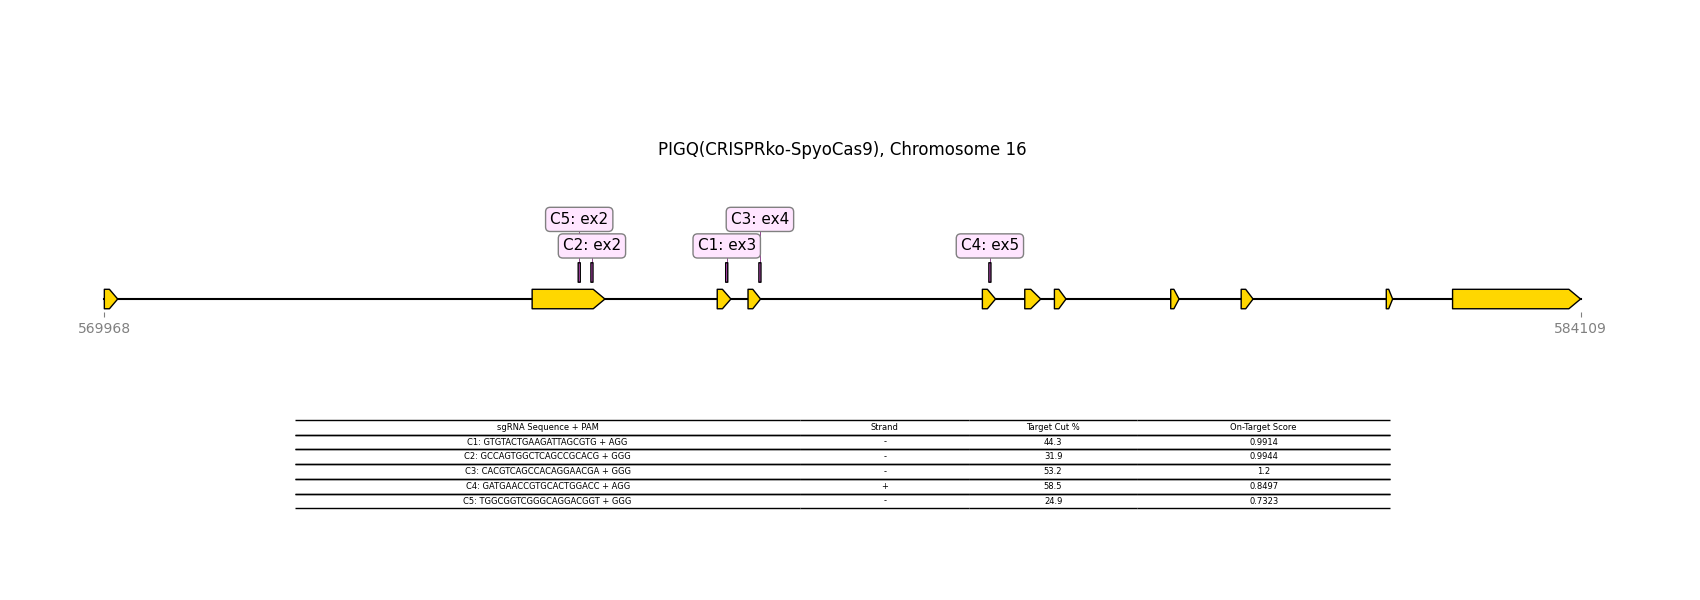 PIGQ(CRISPRko-SpyoCas9), Chromosome 16
C5: ex2 C3: ex4
C2: ex2 C1: ex3 C4: ex5
569968 584109
sgRNA Sequence + PAM Strand Target Cut % On-Target Score
C1: GTGTACTGAAGATTAGCGTG + AGG - 44.3 0.9914
C2: GCCAGTGGCTCAGCCGCACG + GGG - 31.9 0.9944
C3: CACGTCAGCCACAGGAACGA + GGG - 53.2 1.2
C4: GATGAACCGTGCACTGGACC + AGG + 58.5 0.8497
C5: TGGCGGTCGGGCAGGACGGT + GGG - 24.9 0.7323